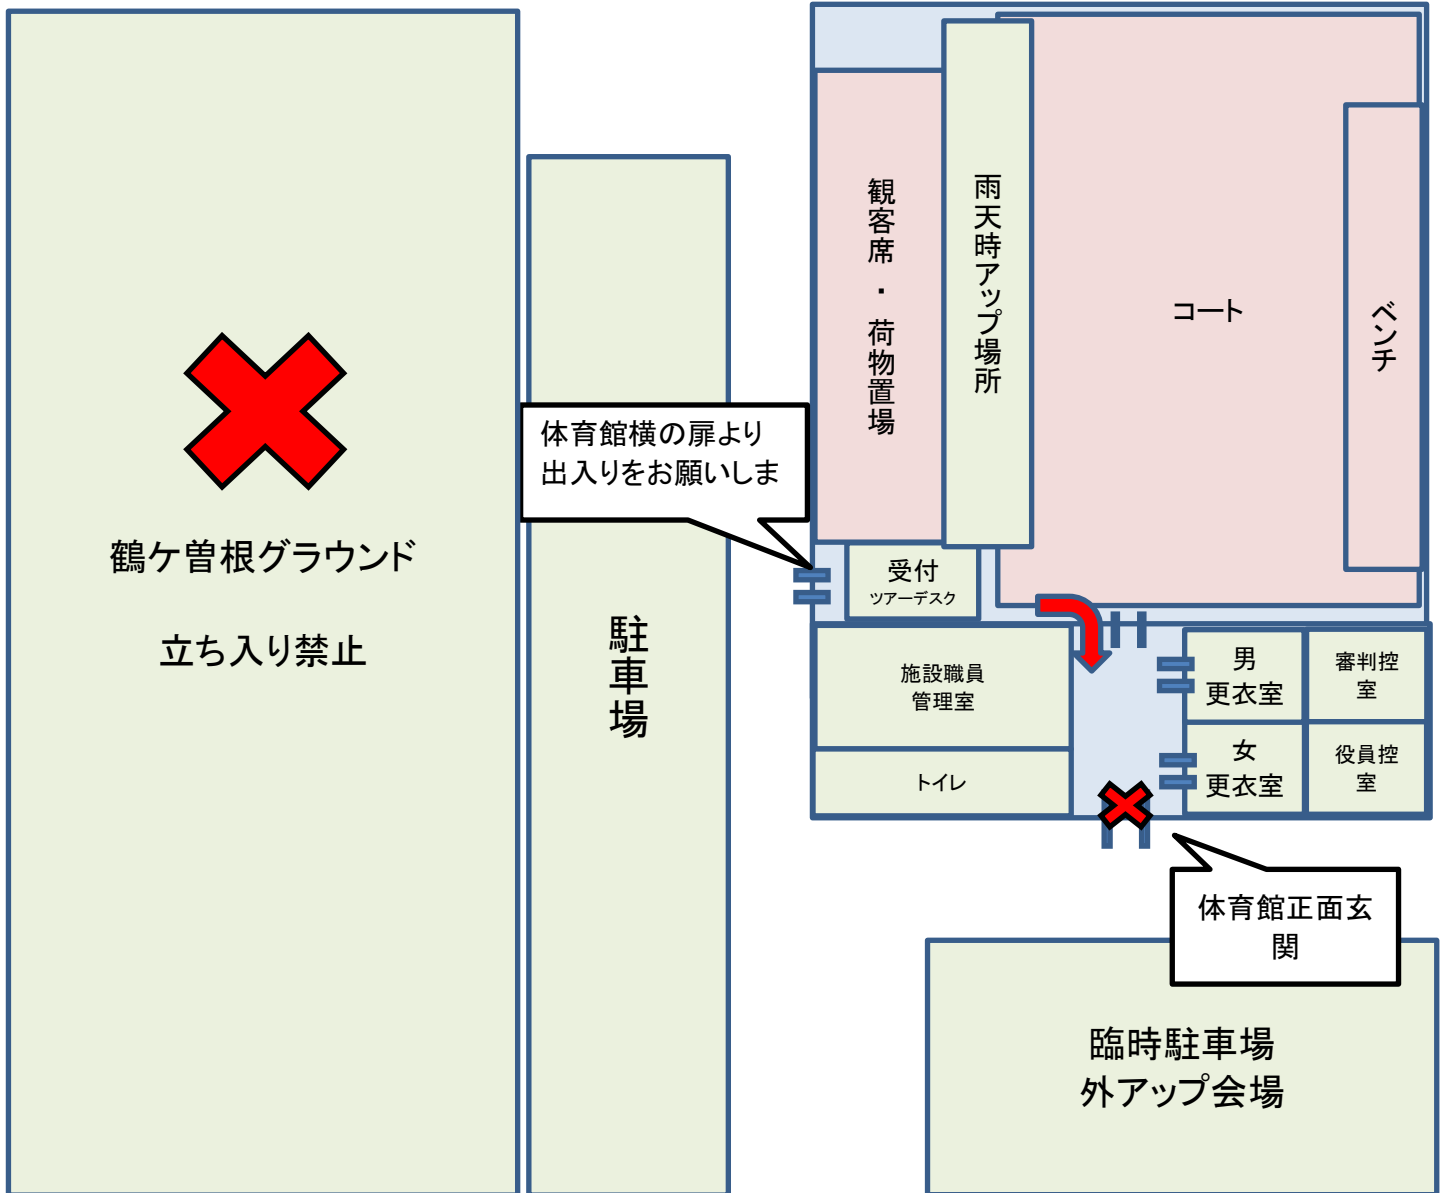 鶴ケ曽根グラウンド
立ち入り禁止
駐車場
体育館横の扉より
出入りをお願いしま
観客席・荷物置場
雨天時アップ場所
コート
ベンチ
受付
ツアーデスク
施設職員
管理室
トイレ
男
更衣室
審判控
室
女
更衣室
役員控
室
体育館正面玄
関
臨時駐車場
外アップ会場